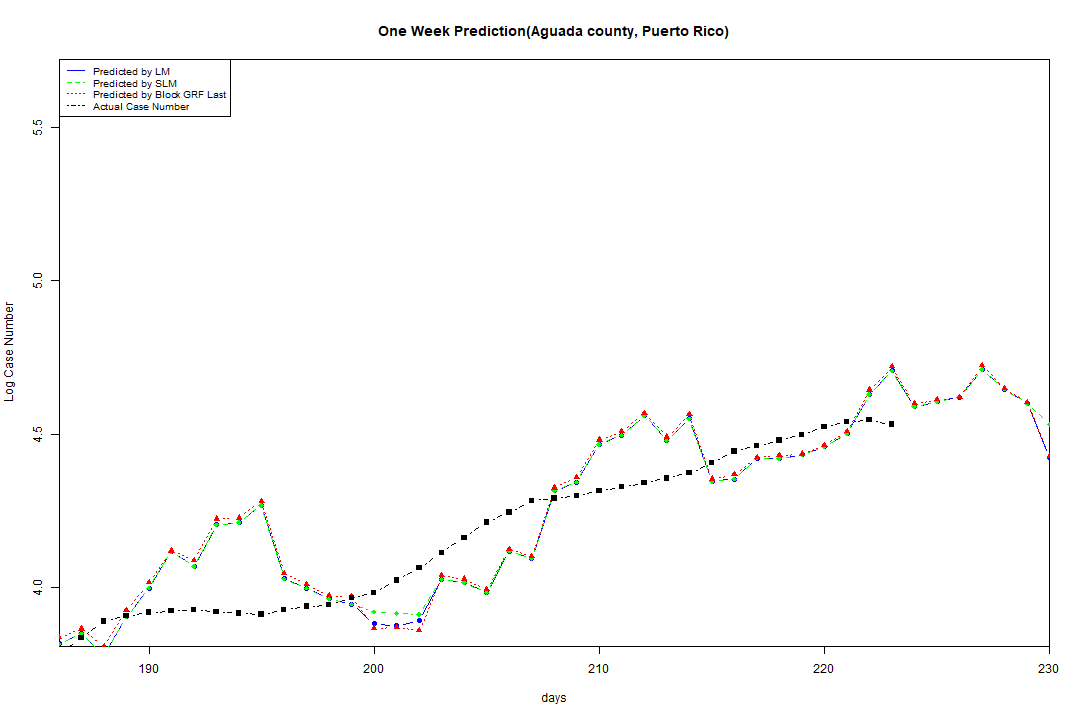 One Week Prediction(Aguada county, Puerto Rico)
Predicted by LM
Predicted by SLM
Predicted by Block GRF Last
Actual Case Number
5.5
5.0
4.5
4.0
Log Case Number
190 200 210 220 230
days